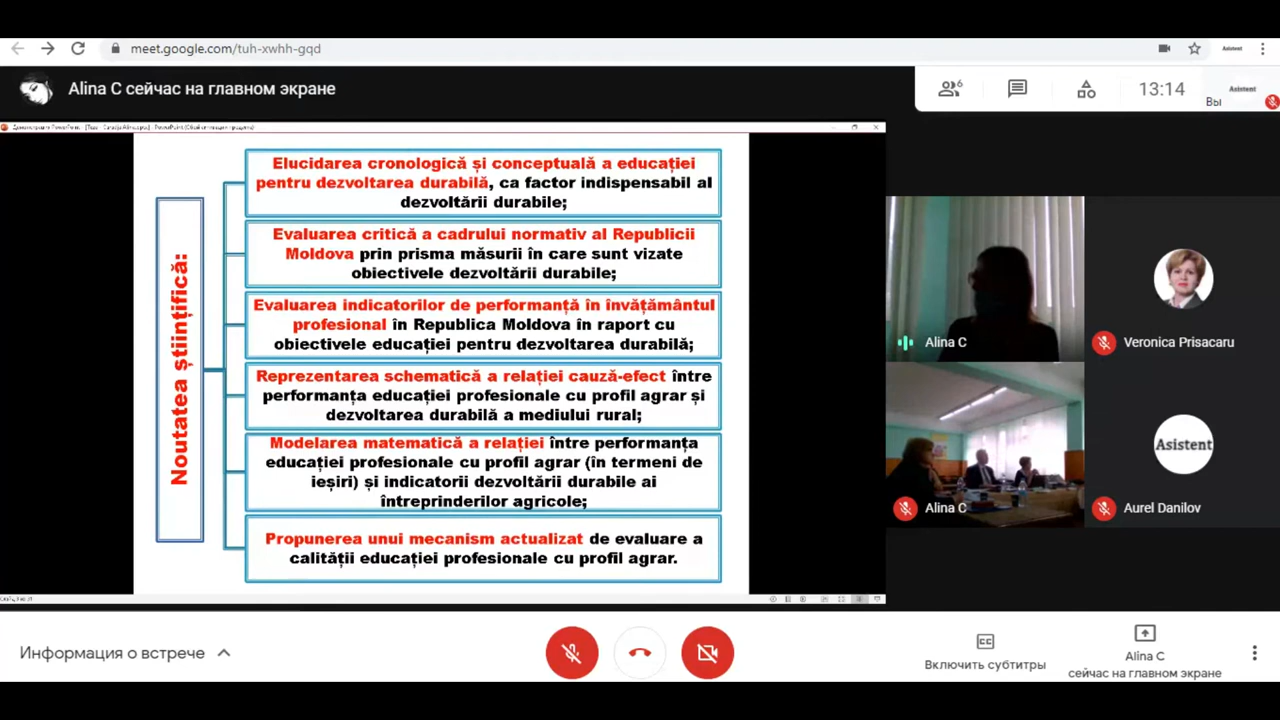 meet.google.com/tuh-xwhh-gqd
Asistent
Alina C сейчас на главном экране
6
13:14
Asistent
Вы
Noutatea științifică:
Elucidarea cronologică și conceptuală a educației
pentru dezvoltarea durabilă, ca factor indispensabil al
dezvoltării durabile;
Evaluarea critică a cadrului normativ al Republicii
Moldova prin prisma măsurii în care sunt vizate
obiectivele dezvoltării durabile;
Evaluarea indicatorilor de performanță în învățământul
profesional în Republica Moldova în raport cu
obiectivele educației pentru dezvoltarea durabilă;
Reprezentarea schematică a relației cauză-efect între
performanța educației profesionale cu profil agrar și
dezvoltarea durabilă a mediului rural;
Modelarea matematică a relației între performanța
educației profesionale cu profil agrar (în termeni de
ieșiri) și indicatorii dezvoltării durabile ai
întreprinderilor agricole;
Propunerea unui mecanism actualizat de evaluare a
calității educației profesionale cu profil agrar.
Alina C
Veronica Prisacaru
Alina C
Asistent
Aurel Danilov
Информация о встрече
Включить субтитры
Alina C
сейчас на главном экране